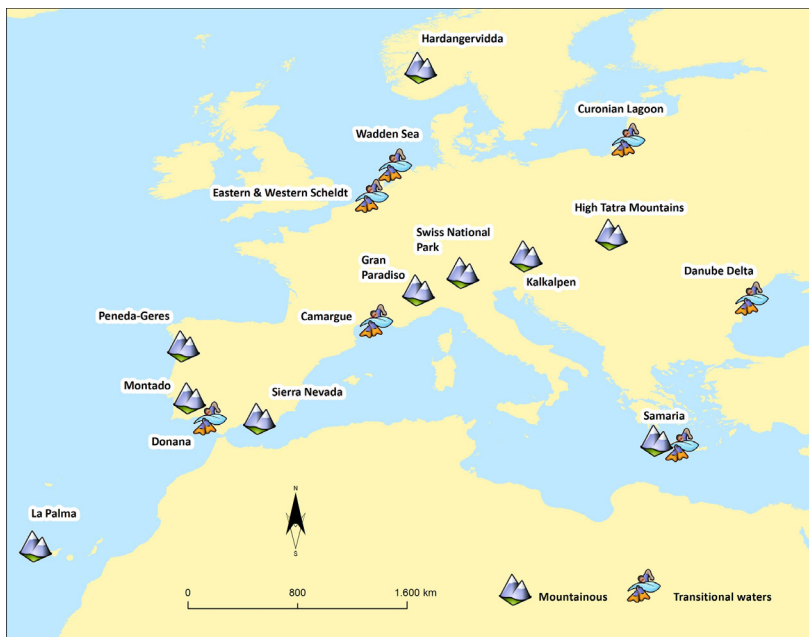 Hardangervidda
Curonian Lagoon
Wadden Sea
Eastern & Western Scheldt
High Tatra Mountains
Swiss National
Park
Gran
Paradiso
Kalkalpen
Danube Delta
Camargue
Peneda-Geres
Montado
Sierra Nevada
Samaria
Donana
La Palma
N
S
0 800 1.600 km
Mountainous
Transitional waters